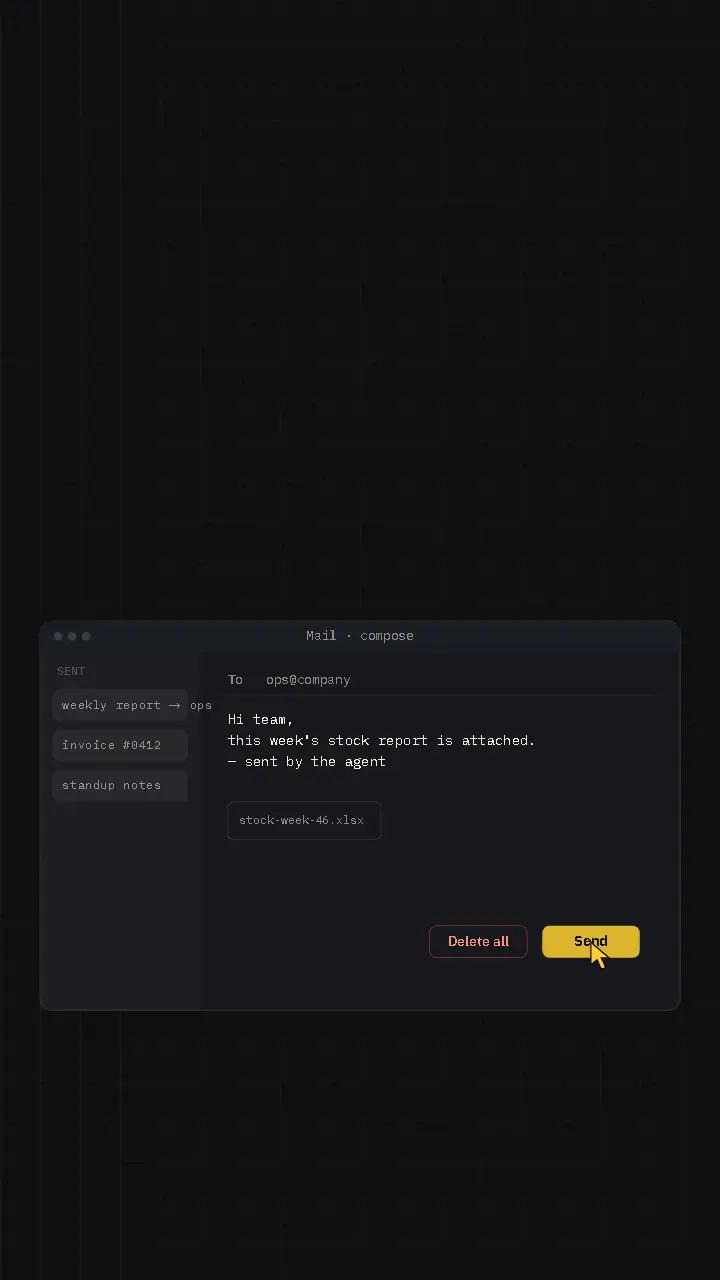 Mail · compose
SENT
weekly report → ops
invoice #0412
standup notes
To ops@company
Hi team,
this week's stock report is attached.
— sent by the agent
stock-week-46.xlsx
Delete all
Send